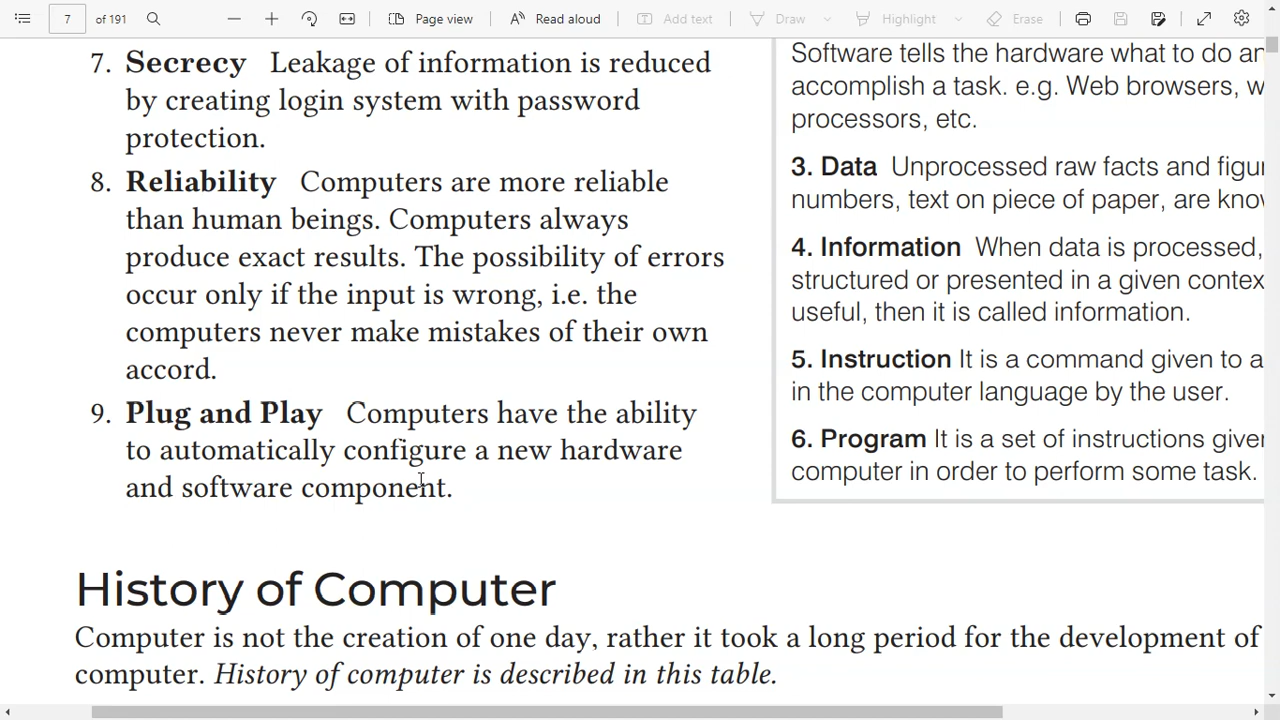 7
of 191
Page view
Read aloud
Add text
Draw
Highlight
Erase
7. Secrecy Leakage of information is reduced
by creating login system with password
protection.
8. Reliability Computers are more reliable
than human beings. Computers always
produce exact results. The possibility of errors
occur only if the input is wrong, i.e. the
computers never make mistakes of their own
accord.
9. Plug and Play Computers have the ability
to automatically configure a new hardware
and software component.
Software tells the hardware what to do
accomplish a task. e.g. Web browsers,
processors, etc.
3. Data Unprocessed raw facts and
numbers, text on piece of paper, are
4. Information When data is processed,
structured or presented in a given
useful, then it is called information.
5. Instruction It is a command given to a
in the computer language by the user.
6. Program It is a set of instructions
computer in order to perform some task.
History of Computer
Computer is not the creation of one day, rather it took a long period for the development of
computer. History of computer is described in this table.